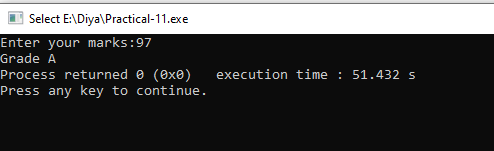 Select E:\Diya\Practical-11.exe
Enter your marks:97
Grade A
Process returned 0 (0x0)   execution time : 51.432 s
Press any key to continue.